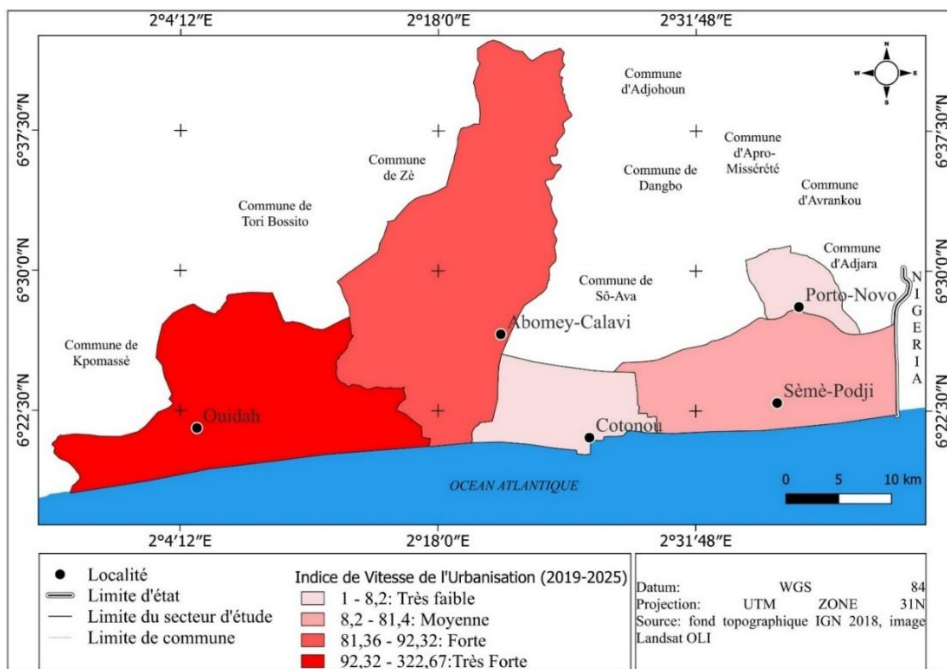 2°4′12″E 2°18′0″E 2°31′48″E
N
W E
S
6°37′30″N 6°37′30″N
Commune
d'Adjohoun
Commune
de Zè
Commune
d'Apro-
Missérété
Commune de
Dangbo
Commune
d'Avrankou
Commune de
Tori Bossito
6°30′0″N 6°30′0″N
Commune
d'Adjara
Commune de
Sô-Ava
NIGERIA
Porto-Novo
Abomey-Calavi
Commune de
Kpomassè
6°22′30″N 6°22′30″N
Sèmè-Podji
Ouidah
Cotonou
OCEAN ATLANTIQUE
0 5 10 km
2°4′12″E 2°18′0″E 2°31′48″E
Localité
Limite d'état
Limite du secteur d'étude
Limite de commune
Indice de Vitesse de l'Urbanisation (2019-2025)
1 - 8,2: Très faible
8,2 - 81,4: Moyenne
81,36 - 92,32: Forte
92,32 - 322,67:Très Forte
Datum: WGS 84
Projection: UTM ZONE 31N
Source: fond topographique IGN 2018, image
Landsat OLI